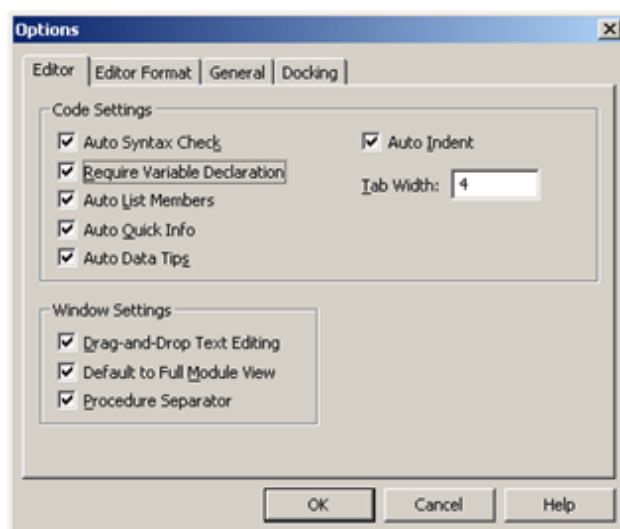 Options
Editor Editor Format General Docking
Code Settings
Auto Syntax Check Auto Indent
Require Variable Declaration
Tab Width: 4
Auto List Members
Auto Quick Info
Auto Data Tips
Window Settings
Drag-and-Drop Text Editing
Default to Full Module View
Procedure Separator
OK Cancel Help